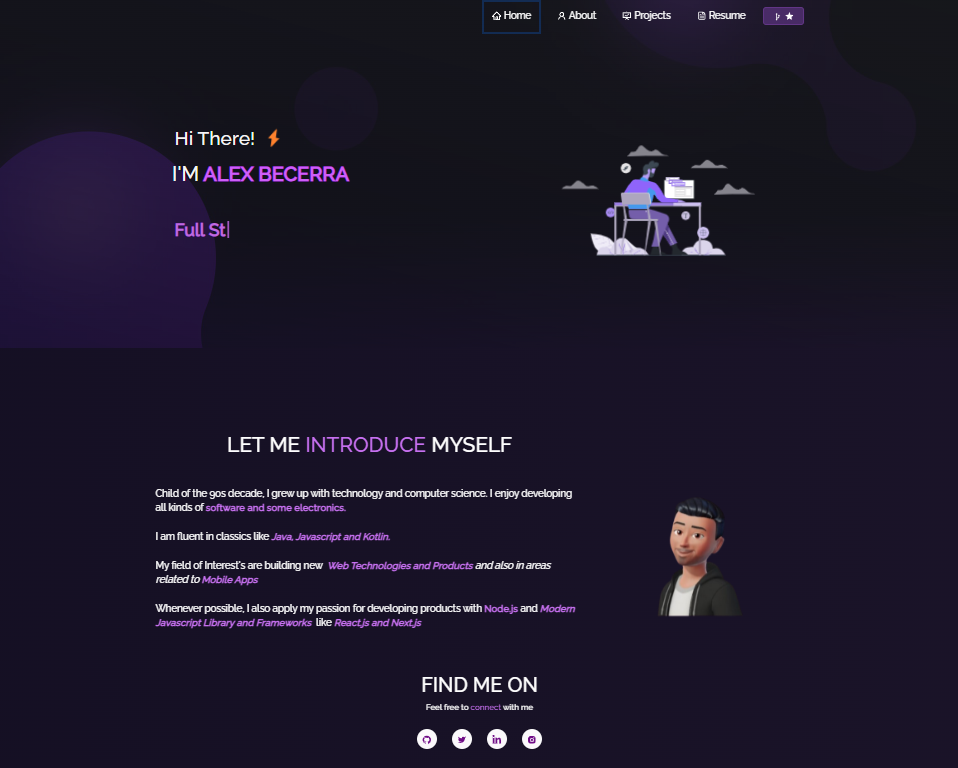 Home About Projects Resume
Hi There!
I'M ALEX BECERRA
Full St
LET ME INTRODUCE MYSELF
Child of the 90s decade, I grew up with technology and computer science. I enjoy developing
all kinds of software and some electronics.
I am fluent in classics like Java, Javascript and Kotlin.
My field of Interest's are building new Web Technologies and Products and also in areas
related to Mobile Apps
Whenever possible, I also apply my passion for developing products with Node.js and Modern
Javascript Library and Frameworks like React.js and Next.js
FIND ME ON
Feel free to connect with me